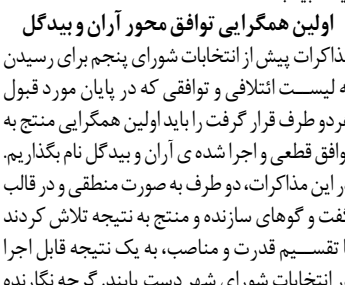 اولین همگرایی توافق محور آران و بیدگل
مذاکرات پیش از انتخابات شورای پنجم برای رسیدن
به لیست ائتلافی و توافقی که در پایان مورد قبول
هردو طرف قرار گرفت را باید اولین همگرایی منتج به
توافق قطعی و اجرا شده ی آران و بیدگل نام بگذاریم.
در این مذاکرات، دو طرف به صورت منطقی و در قالب
گفت و گوهای سازنده و منتج به نتیجه تلاش کردند
با تقسیم قدرت و مناصب، به یک نتیجه قابل اجرا
در انتخابات شورای شهر دست یابند. گرچه نگارنده